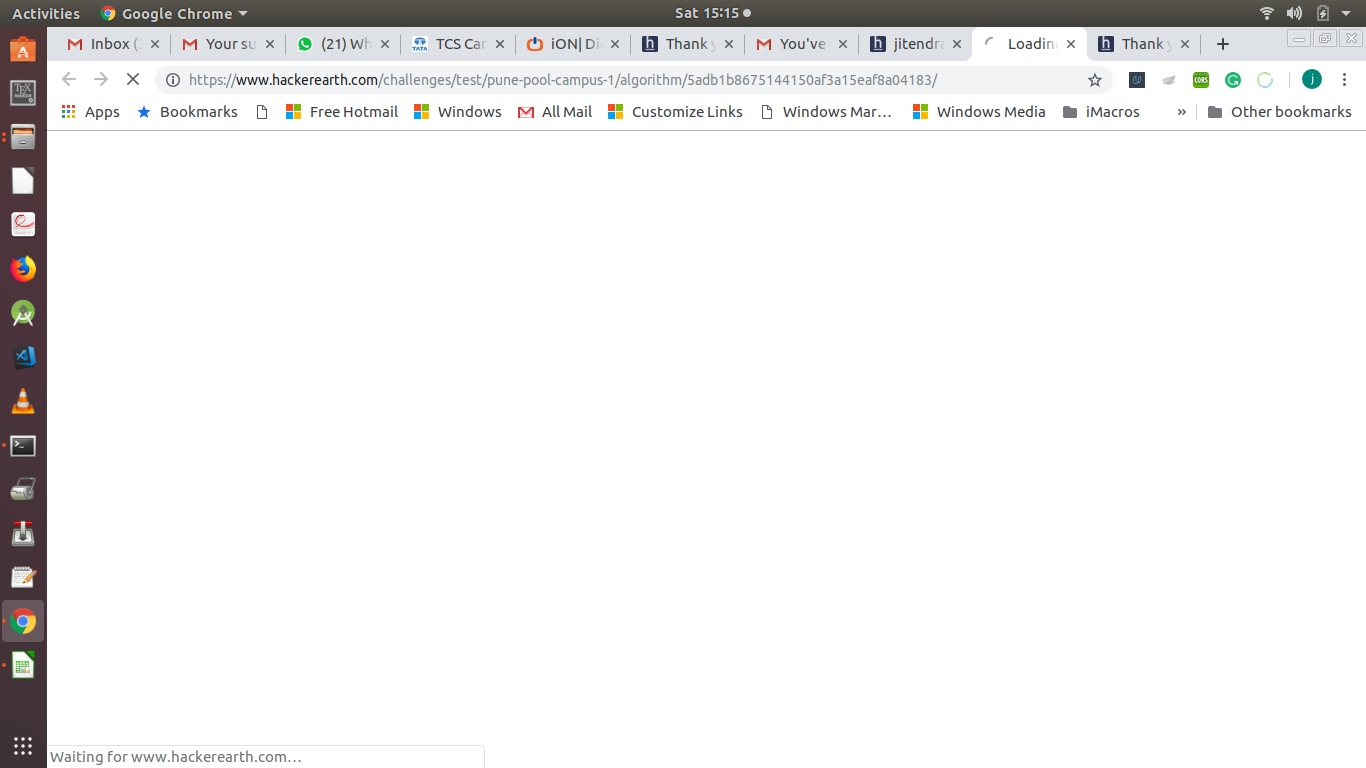 Activities Google Chrome Sat 15:15
Inbox ( Your su (21) Wh TCS Car iON| Di Thank y You've jitendra Loading Thank y
https://www.hackerearth.com/challenges/test/pune-pool-campus-1/algorithm/5adb1b8675144150af3a15eaf8a04183/ CORS j
Apps Bookmarks Free Hotmail Windows All Mail Customize Links Windows Mar... Windows Media iMacros » Other bookmarks
Waiting for www.hackerearth.com...